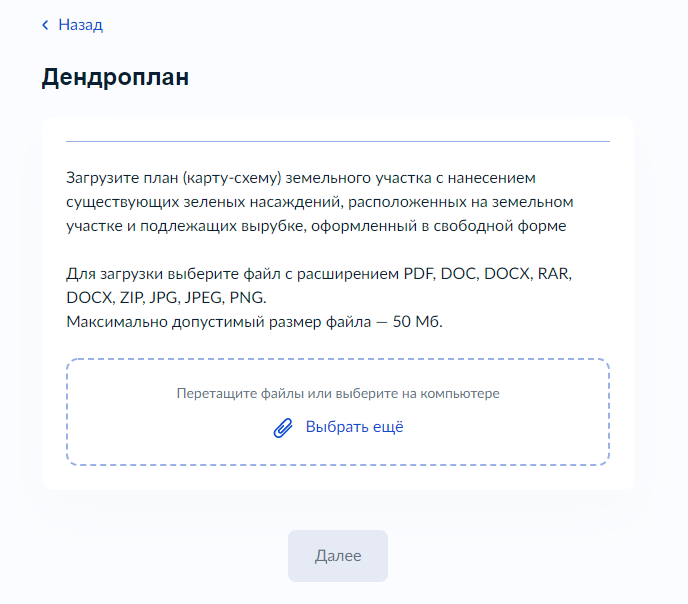 Назад
Дендроплан
Загрузите план (карту-схему) земельного участка с нанесением
существующих зеленых насаждений, расположенных на земельном
участке и подлежащих вырубке, оформленный в свободной форме
Для загрузки выберите файл с расширением PDF, DOC, DOCX, RAR,
DOCX, ZIP, JPG, JPEG, PNG.
Максимально допустимый размер файла — 50 Мб.
Перетащите файлы или выберите на компьютере
Выбрать ещё
Далее